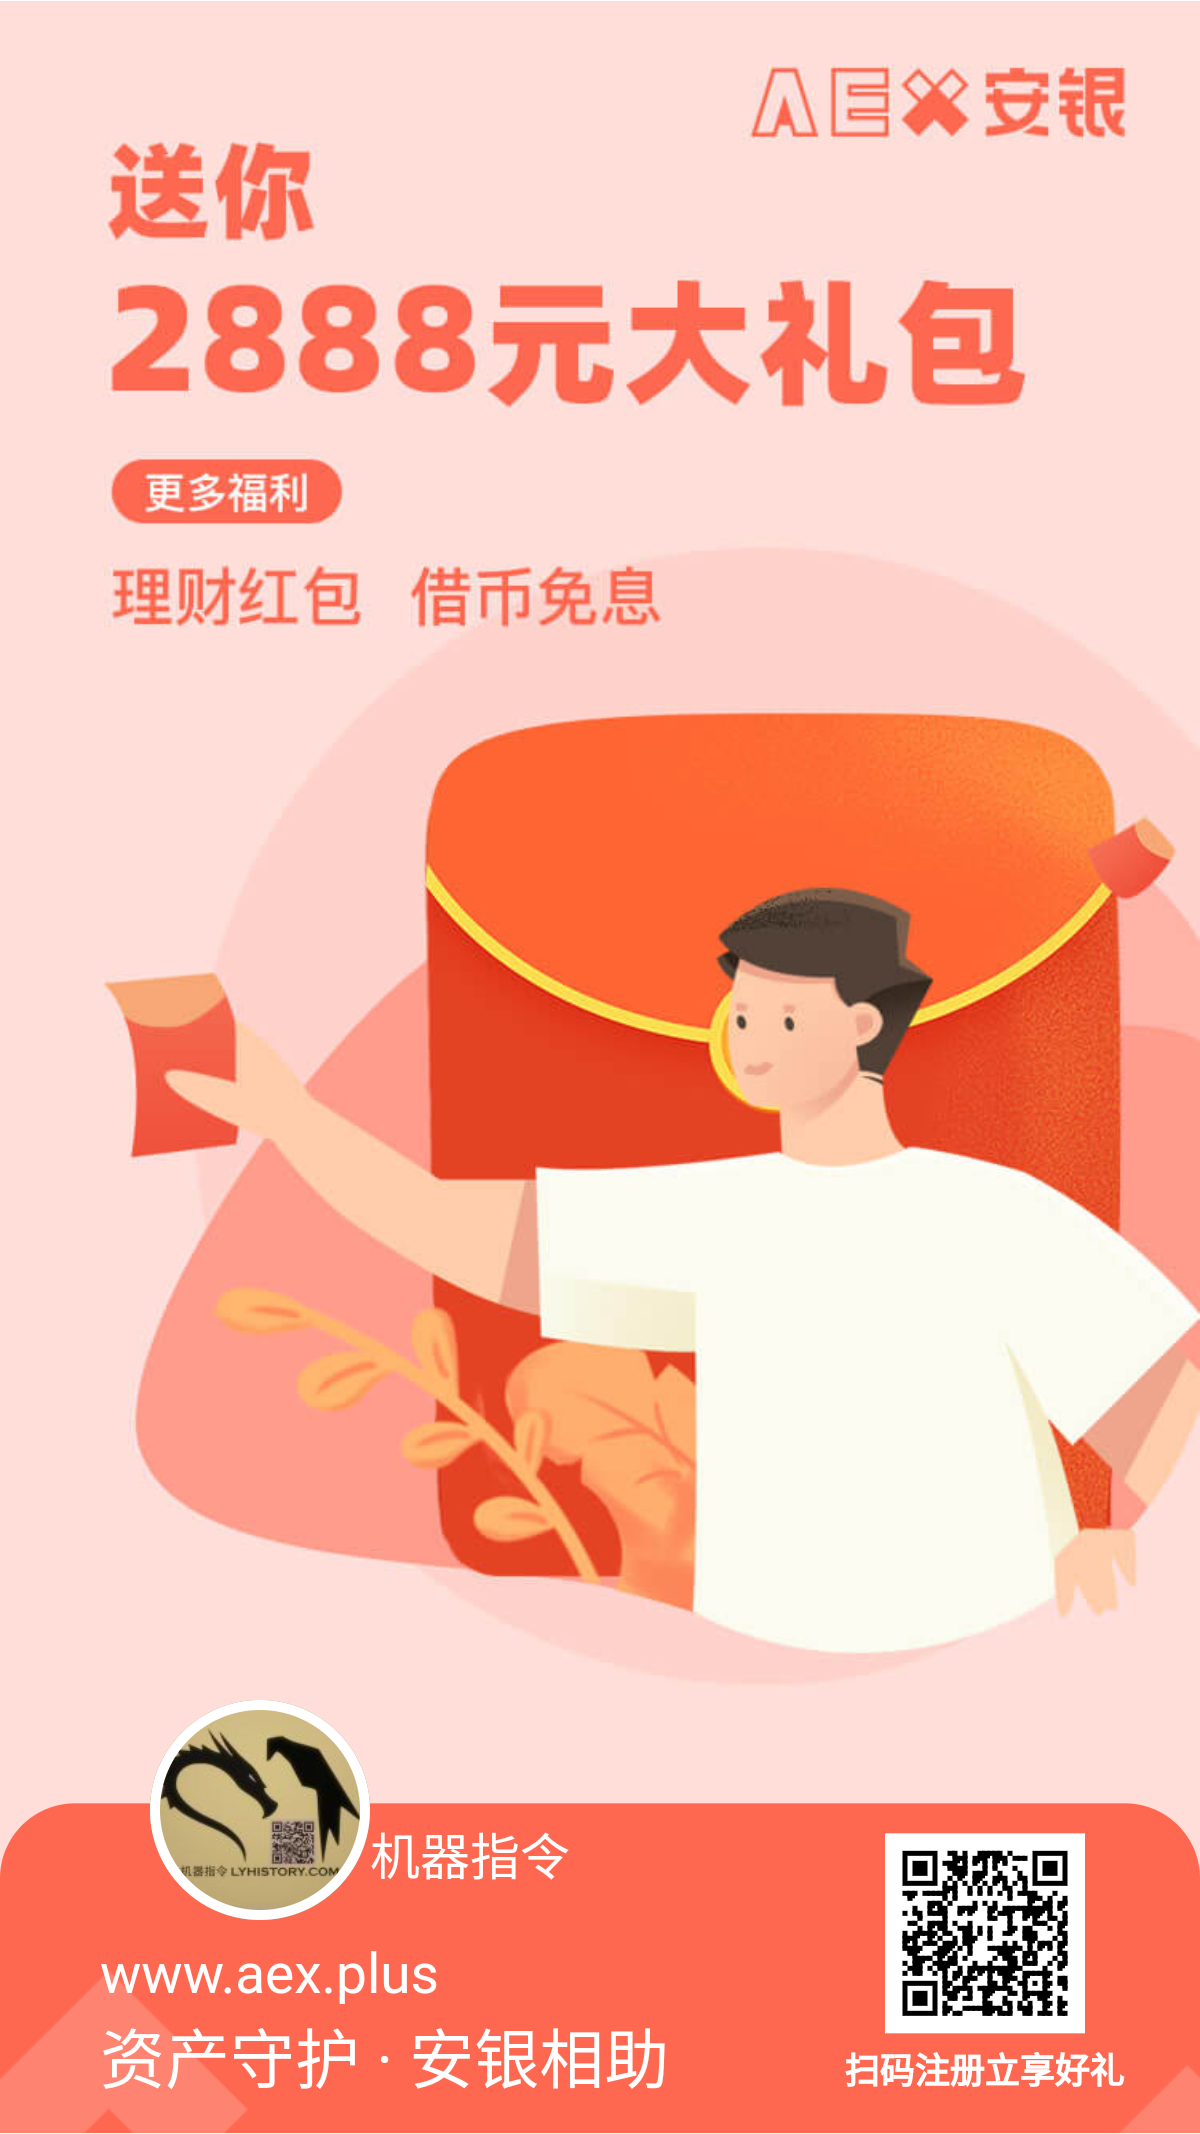 AEX安银
送你
2888元大礼包
更多福利
理财红包 借币免息
机器指令 LYHISTORY.COM
机器指令
www.aex.plus
资产守护·安银相助
扫码注册立享好礼